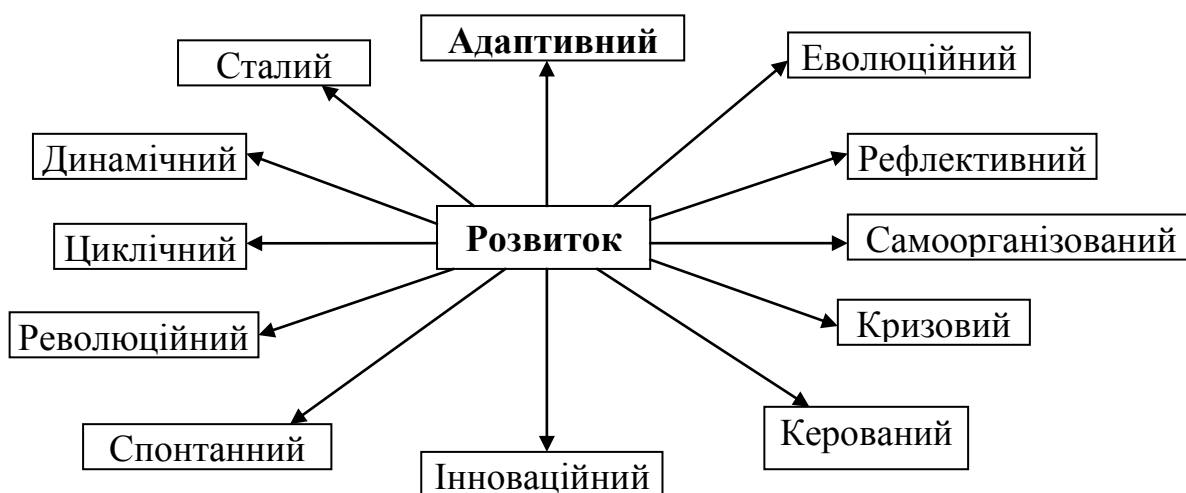 Адаптивний
Сталий
Еволюційний
Динамічний
Рефлективний
Розвиток
Циклічний
Самоорганізований
Революційний
Кризовий
Спонтанний
Керований
Інноваційний